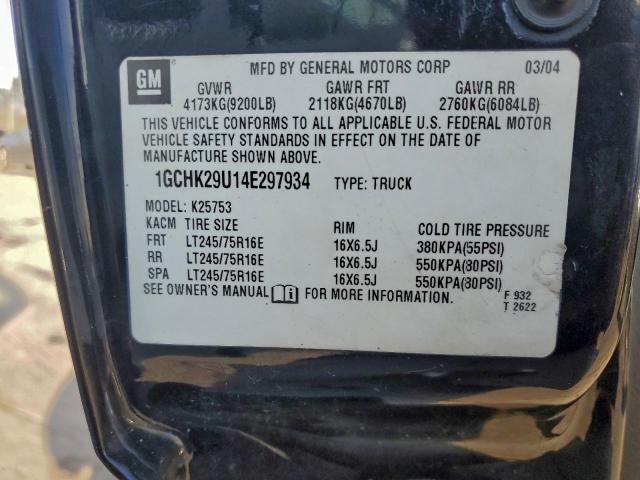 GM
MFD BY GENERAL MOTORS CORP 03/04
GVWR GAWR FRT GAWR RR
4173KG(9200LB) 2118KG(4670LB) 2760KG(6084LB)
THIS VEHICLE CONFORMS TO ALL APPLICABLE U.S. FEDERAL MOTOR
VEHICLE SAFETY STANDARDS IN EFFECT ON THE DATE OF
MANUFACTURE SHOWN ABOVE.
1GCHK29U14E297934 TYPE: TRUCK
MODEL: K25753
KACM TIRE SIZE RIM COLD TIRE PRESSURE
FRT LT245/75R16E 16X6.5J 380KPA(55PSI)
RR LT245/75R16E 16X6.5J 550KPA(80PSI)
SPA LT245/75R16E 16X6.5J 550KPA(80PSI)
SEE OWNER'S MANUAL FOR MORE INFORMATION.
F 932
T 2622